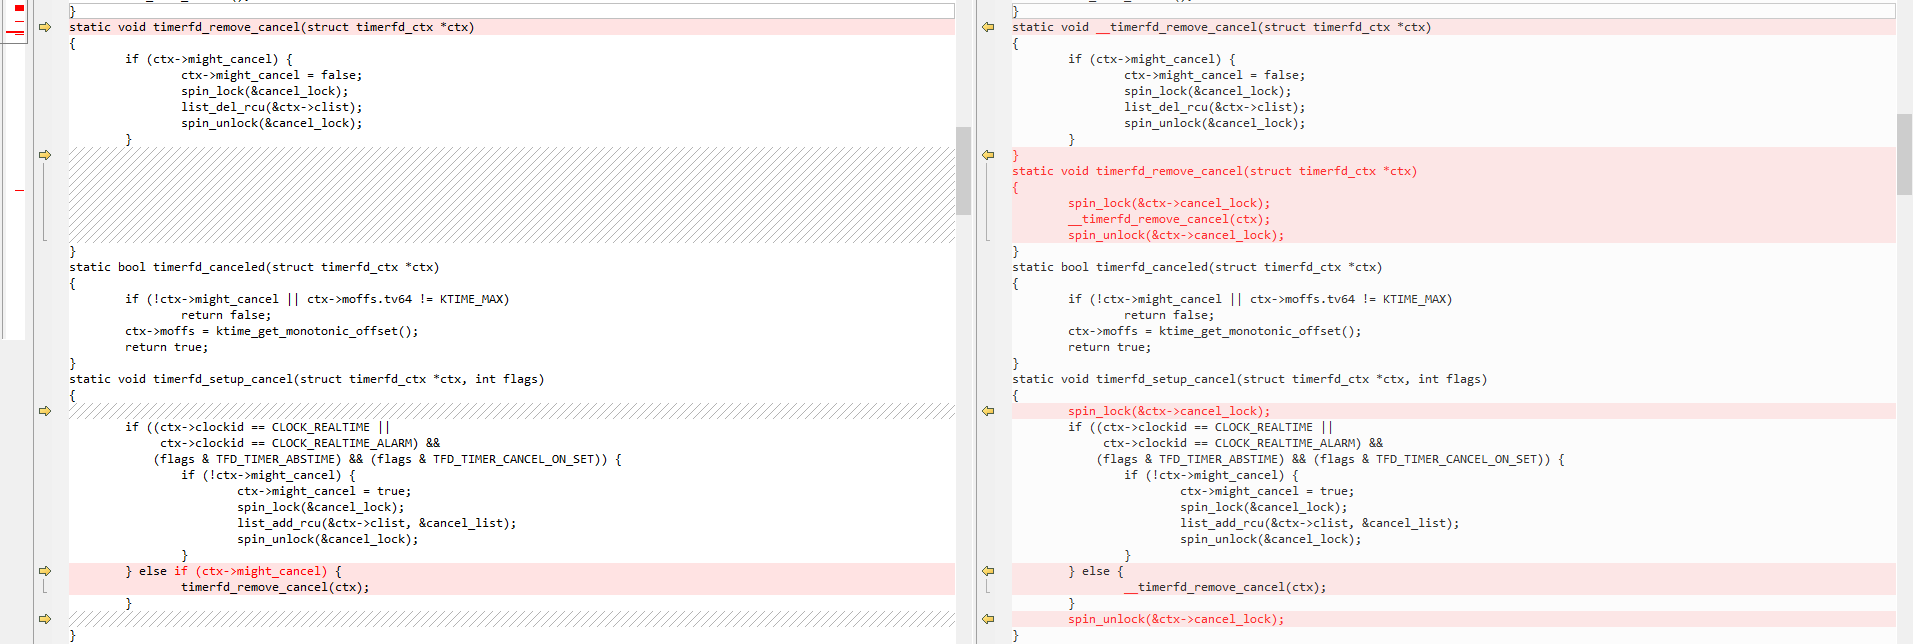 }
static void timerfd_remove_cancel(struct timerfd_ctx *ctx)
{
        if (ctx->might_cancel) {
                ctx->might_cancel = false;
                spin_lock(&cancel_lock);
                list_del_rcu(&ctx->clist);
                spin_unlock(&cancel_lock);
        }
}
static bool timerfd_canceled(struct timerfd_ctx *ctx)
{
        if (!ctx->might_cancel || ctx->moffs.tv64 != KTIME_MAX)
                return false;
        ctx->moffs = ktime_get_monotonic_offset();
        return true;
}
static void timerfd_setup_cancel(struct timerfd_ctx *ctx, int flags)
{
        if ((ctx->clockid == CLOCK_REALTIME ||
             ctx->clockid == CLOCK_REALTIME_ALARM) &&
            (flags & TFD_TIMER_ABSTIME) && (flags & TFD_TIMER_CANCEL_ON_SET)) {
                if (!ctx->might_cancel) {
                        ctx->might_cancel = true;
                        spin_lock(&cancel_lock);
                        list_add_rcu(&ctx->clist, &cancel_list);
                        spin_unlock(&cancel_lock);
                }
        } else if (ctx->might_cancel) {
                timerfd_remove_cancel(ctx);
        }
}
}
static void __timerfd_remove_cancel(struct timerfd_ctx *ctx)
{
        if (ctx->might_cancel) {
                ctx->might_cancel = false;
                spin_lock(&cancel_lock);
                list_del_rcu(&ctx->clist);
                spin_unlock(&cancel_lock);
        }
}
static void timerfd_remove_cancel(struct timerfd_ctx *ctx)
{
        spin_lock(&ctx->cancel_lock);
        __timerfd_remove_cancel(ctx);
        spin_unlock(&ctx->cancel_lock);
}
static bool timerfd_canceled(struct timerfd_ctx *ctx)
{
        if (!ctx->might_cancel || ctx->moffs.tv64 != KTIME_MAX)
                return false;
        ctx->moffs = ktime_get_monotonic_offset();
        return true;
}
static void timerfd_setup_cancel(struct timerfd_ctx *ctx, int flags)
{
        spin_lock(&ctx->cancel_lock);
        if ((ctx->clockid == CLOCK_REALTIME ||
             ctx->clockid == CLOCK_REALTIME_ALARM) &&
            (flags & TFD_TIMER_ABSTIME) && (flags & TFD_TIMER_CANCEL_ON_SET)) {
                if (!ctx->might_cancel) {
                        ctx->might_cancel = true;
                        spin_lock(&cancel_lock);
                        list_add_rcu(&ctx->clist, &cancel_list);
                        spin_unlock(&cancel_lock);
                }
        } else {
                __timerfd_remove_cancel(ctx);
        }
        spin_unlock(&ctx->cancel_lock);
}